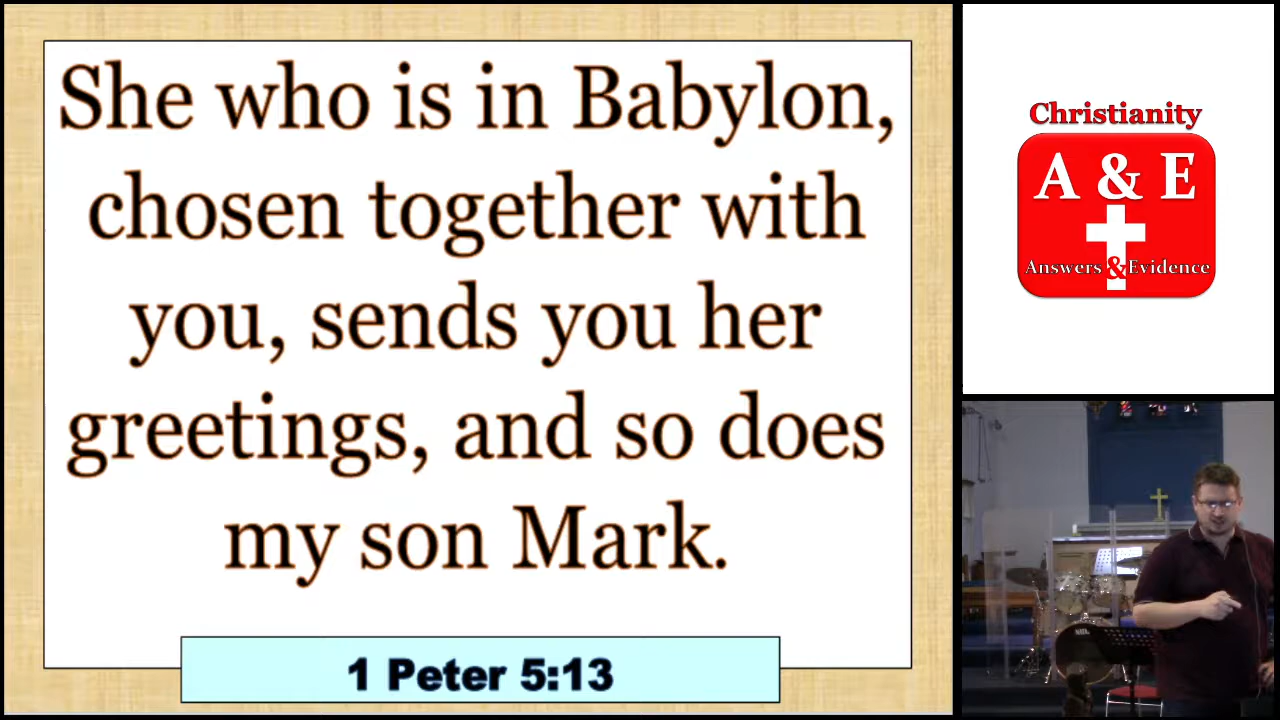 She who is in Babylon,
chosen together with
you, sends you her
greetings, and so does
my son Mark.
1 Peter 5:13
Christianity
A & E
Answers & Evidence